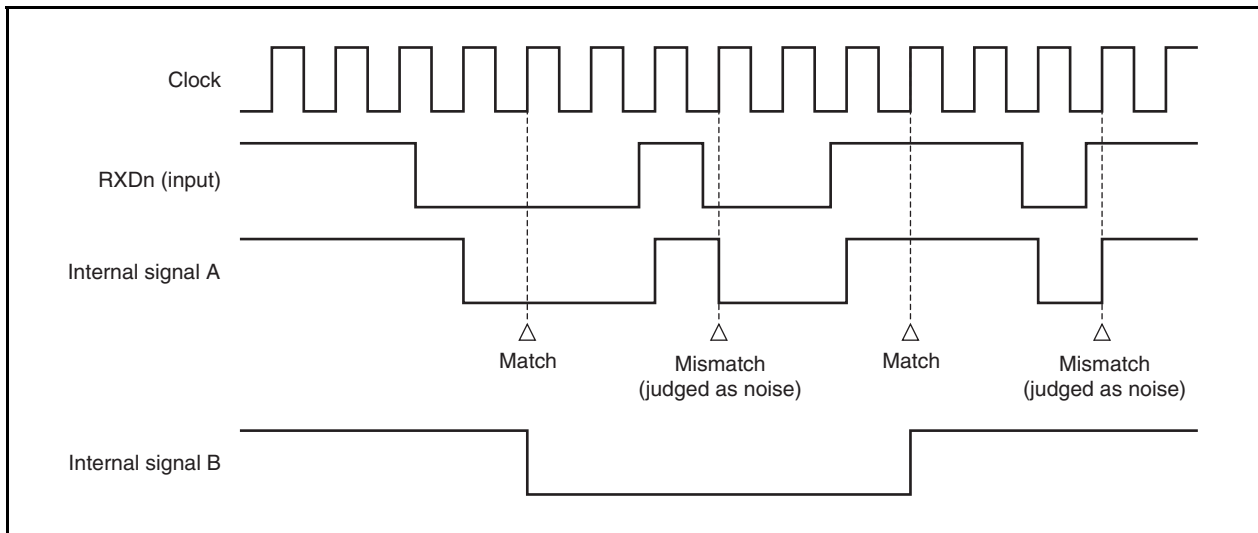 Clock
RXDn (input)
Internal signal A
Match
Mismatch
(judged as noise)
Match
Mismatch
(judged as noise)
Internal signal B